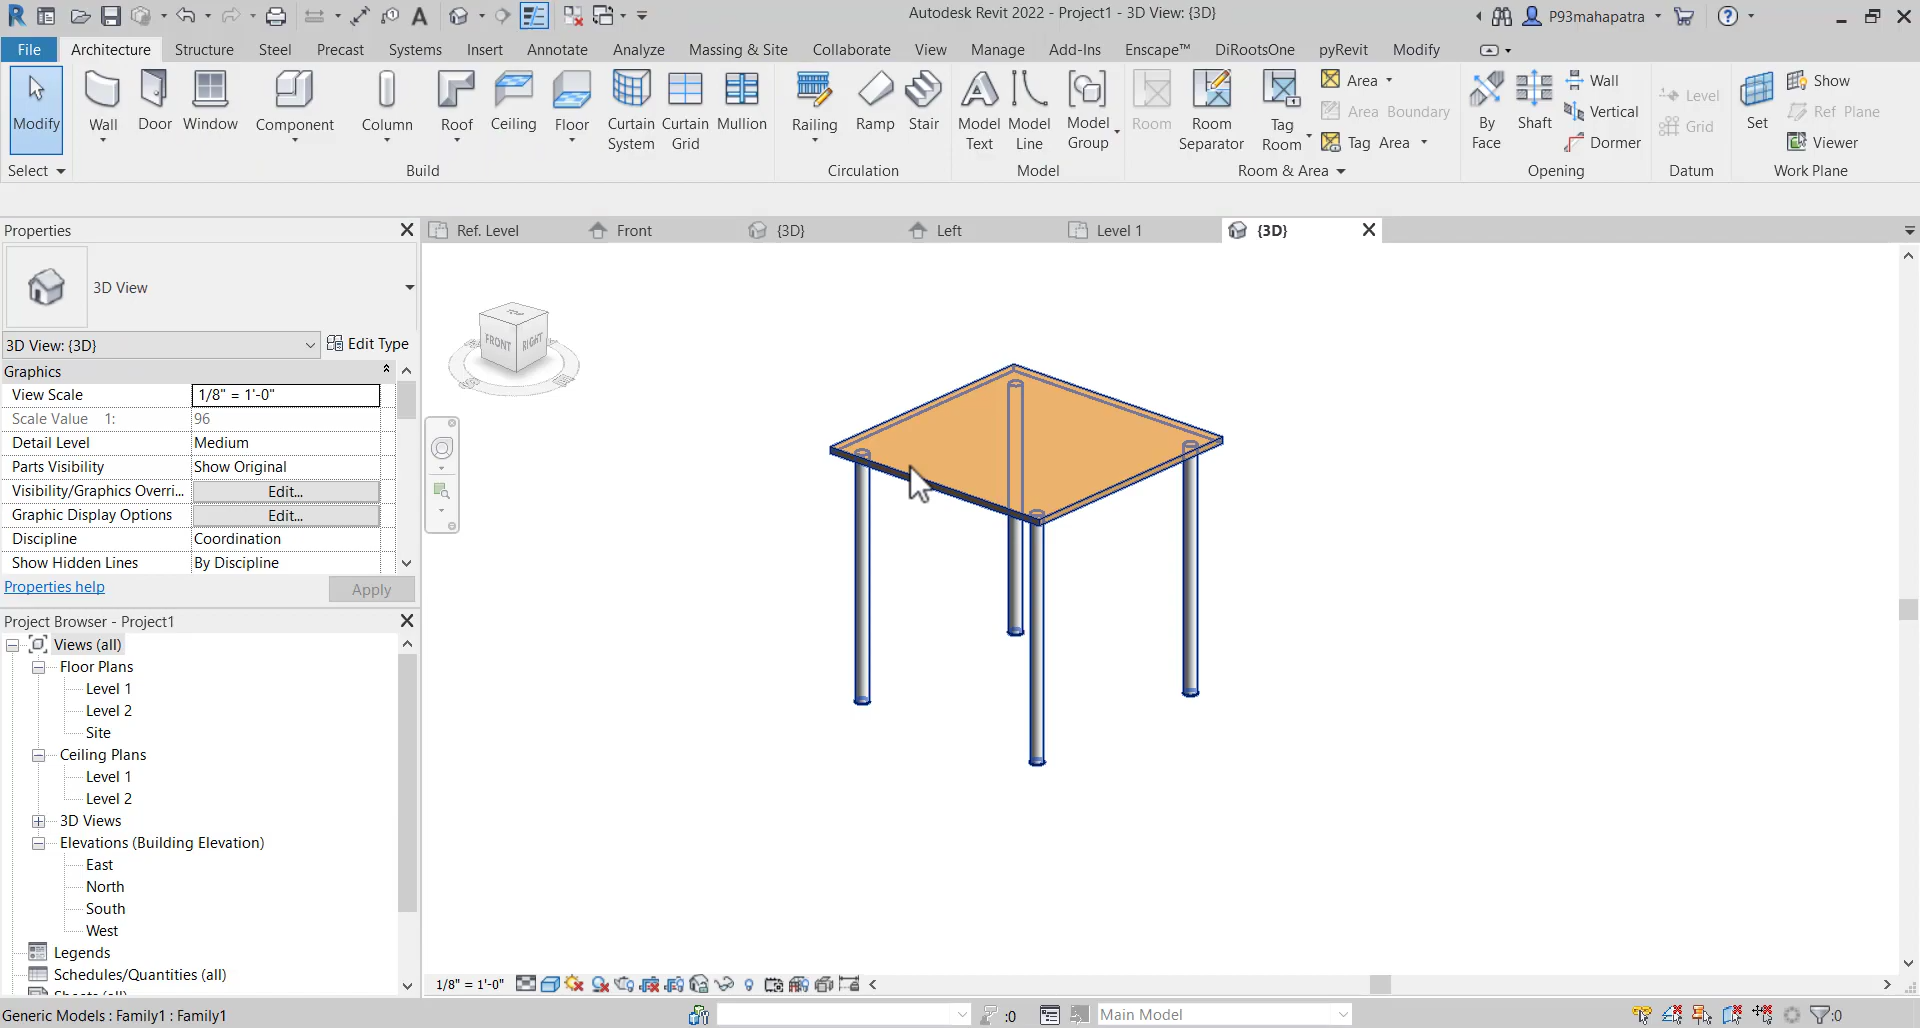 Autodesk Revit 2022 - Project1 - 3D View: {3D}
P93mahapatra
File Architecture Structure Steel Precast Systems Insert Annotate Analyze Massing & Site Collaborate View Manage Add-Ins Enscape™ DiRootsOne pyRevit Modify
Modify
Wall
Door
Window
Component
Column
Roof
Ceiling
Floor
Curtain System
Curtain Grid
Mullion
Railing
Ramp
Stair
Model Text
Model Line
Model Group
Room
Room Separator
Tag Room
Area
Area Boundary
Tag Area
By Face
Shaft
Wall
Vertical
Dormer
Level
Grid
Set
Show
Ref Plane
Viewer
Select Build Circulation Model Room & Area Opening Datum Work Plane
Properties
Ref. Level Front {3D} Left Level 1 {3D}
3D View
3D View: {3D} Edit Type
Graphics
View Scale 1/8" = 1'-0"
Scale Value 1: 96
Detail Level Medium
Parts Visibility Show Original
Visibility/Graphics Overri... Edit...
Graphic Display Options Edit...
Discipline Coordination
Show Hidden Lines By Discipline
Properties help Apply
TOP
FRONT RIGHT
Project Browser - Project1
Views (all)
Floor Plans
Level 1
Level 2
Site
Ceiling Plans
Level 1
Level 2
3D Views
Elevations (Building Elevation)
East
North
South
West
Legends
Schedules/Quantities (all)
Sheets (all)
1/8" = 1'-0"
Generic Models : Family1 : Family1
:0
Main Model
:0